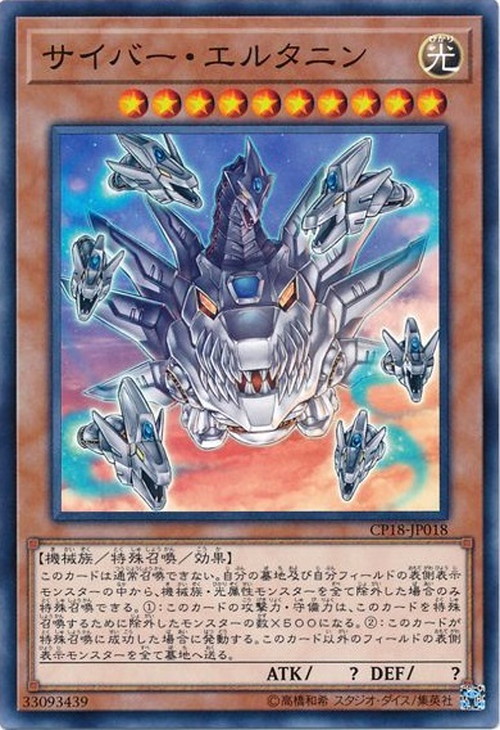 サイバー・エルタニン
光
CP18-JP018
【機械族/特殊召喚/効果】
このカードは通常召喚できない。自分の墓地及び自分フィールドの表側表示
モンスターの中から、機械族・光属性モンスターを全て除外した場合のみ
特殊召喚できる。①:このカードの攻撃力・守備力は、このカードを特殊
召喚するために除外したモンスターの数×500になる。②:このカードが
特殊召喚に成功した場合に発動する。このカード以外のフィールドの表側
表示モンスターを全て墓地へ送る。
ATK/ ? DEF/ ?
33093439
©高橋和希 スタジオ・ダイス/集英社